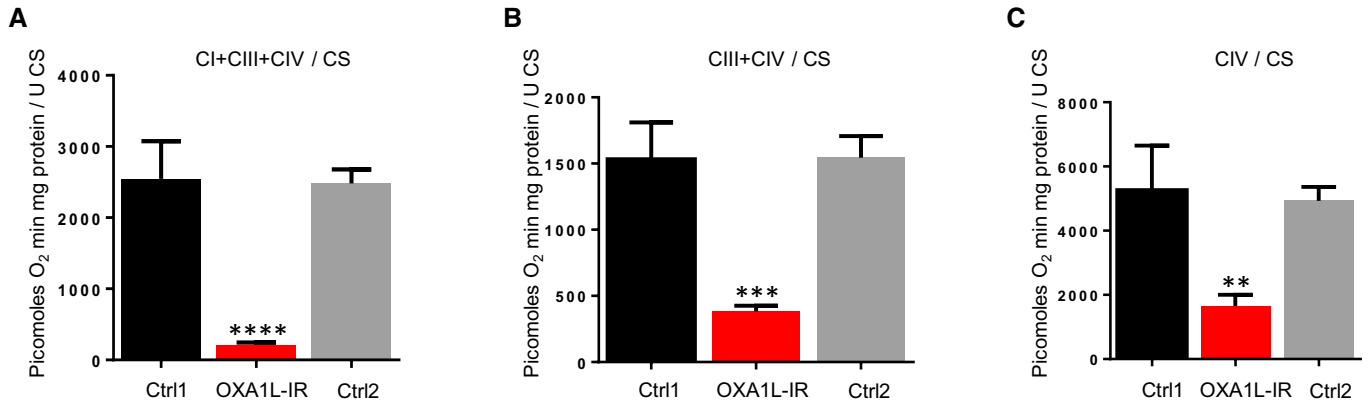 A
CI+CIII+CIV / CS
Picomoles O₂ min mg protein / U CS
4000
3000
2000
1000
0
****
Ctrl1 OXA1L-IR Ctrl2
B
CIII+CIV / CS
Picomoles O₂ min mg protein / U CS
2000
1500
1000
500
0
***
Ctrl1 OXA1L-IR Ctrl2
C
CIV / CS
Picomoles O₂ min mg protein / U CS
8000
6000
4000
2000
0
**
Ctrl1 OXA1L-IR Ctrl2